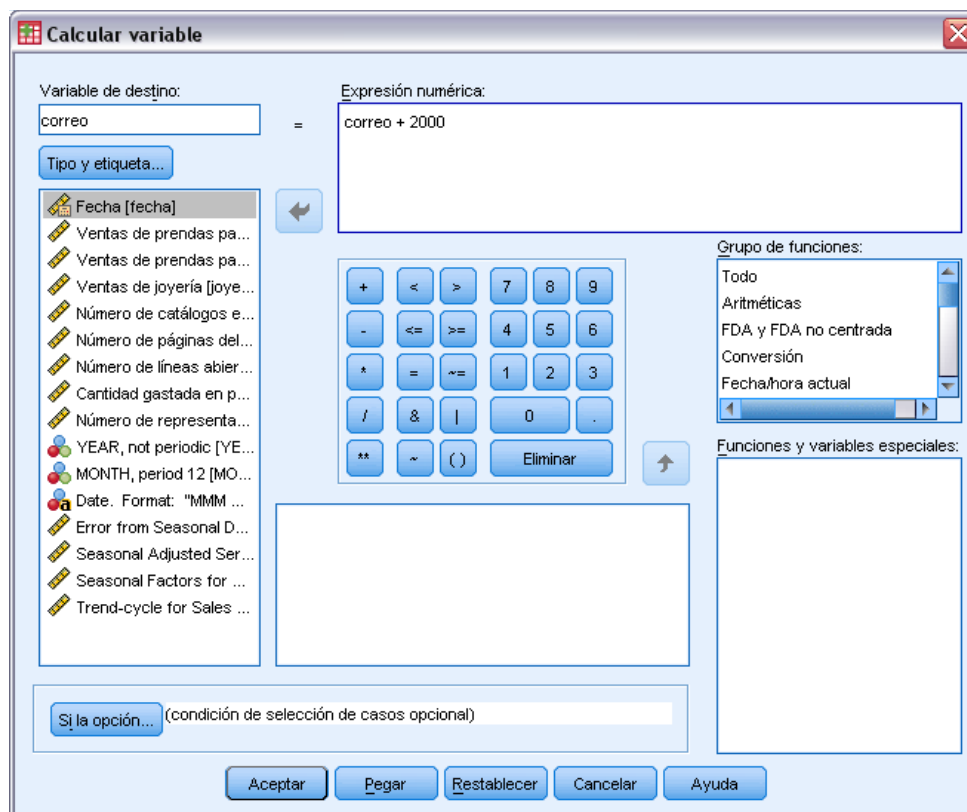 Calcular variable
Variable de destino:
correo
=
Expresión numérica:
correo + 2000
Tipo y etiqueta...
Fecha [fecha]
Ventas de prendas pa...
Ventas de prendas pa...
Ventas de joyería [joye...
Número de catálogos e...
Número de páginas del...
Número de líneas abier...
Cantidad gastada en p...
Número de representa...
YEAR, not periodic [YE...
MONTH, period 12 [MO...
Date. Format: "MMM ...
Error from Seasonal D...
Seasonal Adjusted Ser...
Seasonal Factors for ...
Trend-cycle for Sales ...
+ < > 7 8 9
- <= >= 4 5 6
* = ~= 1 2 3
/ & | 0 .
** ~ ( ) Eliminar
Grupo de funciones:
Todo
Aritméticas
FDA y FDA no centrada
Conversión
Fecha/hora actual
Funciones y variables especiales:
Si la opción... (condición de selección de casos opcional)
Aceptar Pegar Restablecer Cancelar Ayuda